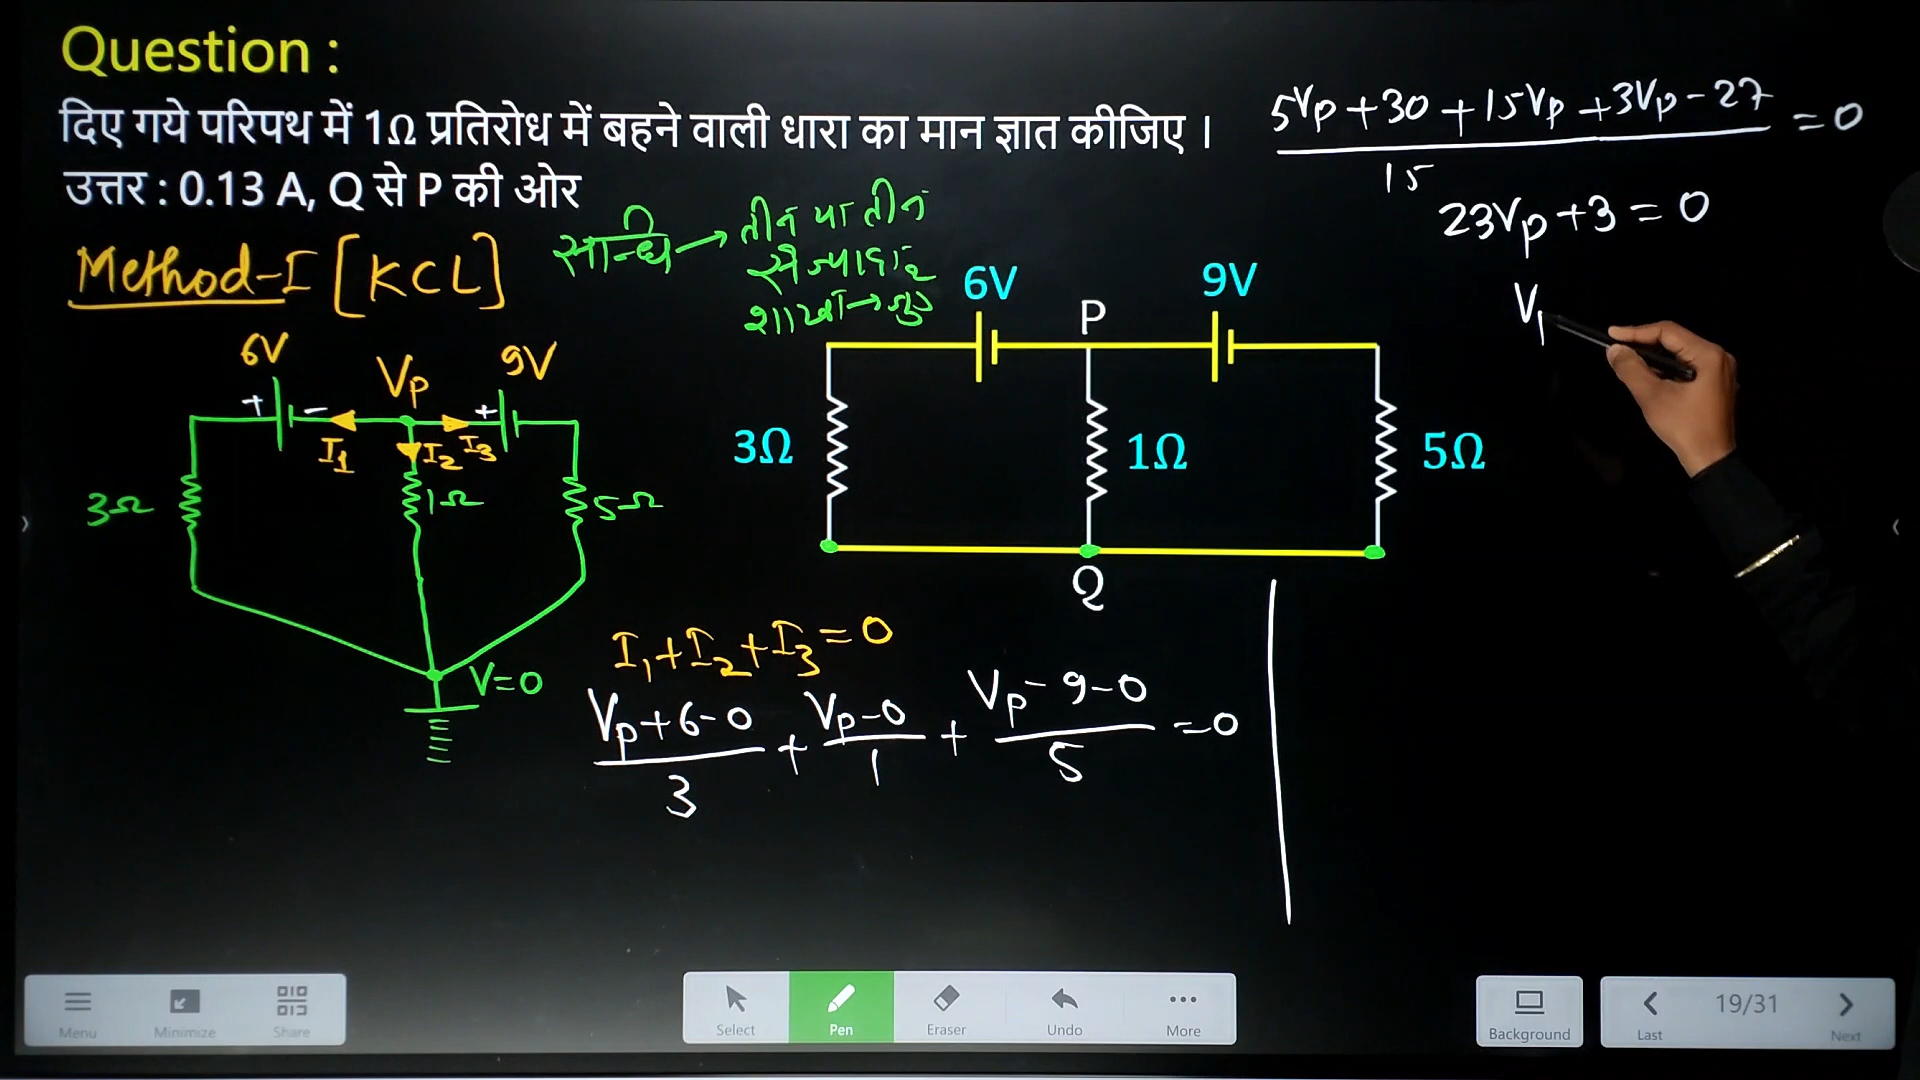 Question :
दिए गये परिपथ में 1Ω प्रतिरोध में बहने वाली धारा का मान ज्ञात कीजिए ।
उत्तर : 0.13 A, Q से P की ओर
Method-I [KCL]
सन्धि → तीन या तीन
से ज्यादा
शाखा →
6V
Vp
9V
+ −
+
I1
I2
I3
3Ω
1Ω
5Ω
V=0
6V
P
9V
3Ω
1Ω
5Ω
Q
I1+I2+I3=0
(Vp+6-0)/3 + (Vp-0)/1 + (Vp-9-0)/5 =0
(5Vp+30+15Vp+3Vp-27)/15 =0
23Vp+3=0
V
Menu
Minimize
Share
Select
Pen
Eraser
Undo
More
Background
Last
19/31
Next